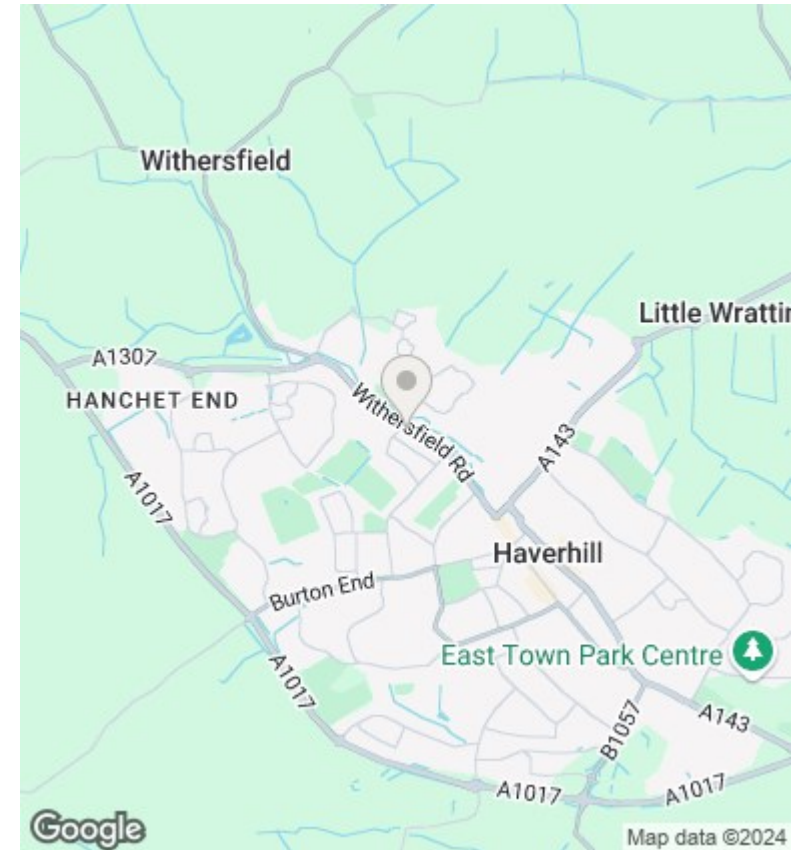 Withersfield
Little Wrattin
A1307
HANCHET END
Withersfield Rd
A143
A1017
Haverhill
Burton End
East Town Park Centre
A1017
B1057
A143
A1017
A1017
Google
Map data ©2024